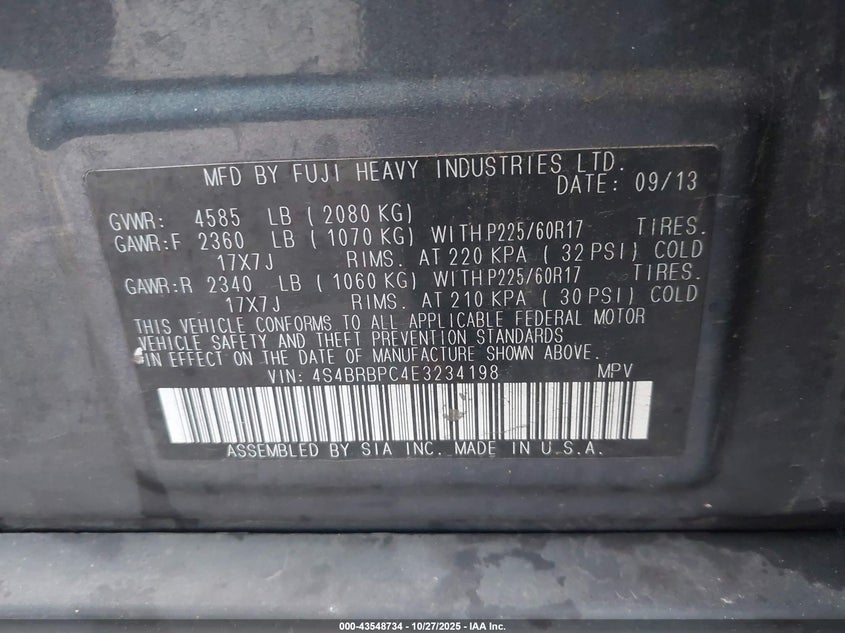 MFD BY FUJI HEAVY INDUSTRIES LTD.
DATE: 09/13
GVWR: 4585 LB ( 2080 KG)
GAWR:F 2360 LB ( 1070 KG) WITH P225/60R17 TIRES.
17X7J RIMS. AT 220 KPA ( 32 PSI) COLD
GAWR:R 2340 LB ( 1060 KG) WITH P225/60R17 TIRES.
17X7J RIMS. AT 210 KPA ( 30 PSI) COLD
THIS VEHICLE CONFORMS TO ALL APPLICABLE FEDERAL MOTOR
VEHICLE SAFETY AND THEFT PREVENTION STANDARDS
IN EFFECT ON THE DATE OF MANUFACTURE SHOWN ABOVE.
VIN: 4S4BRBPC4E3234198 MPV
ASSEMBLED BY SIA INC. MADE IN U.S.A.
000-43548734 - 10/27/2025 - IAA Inc.